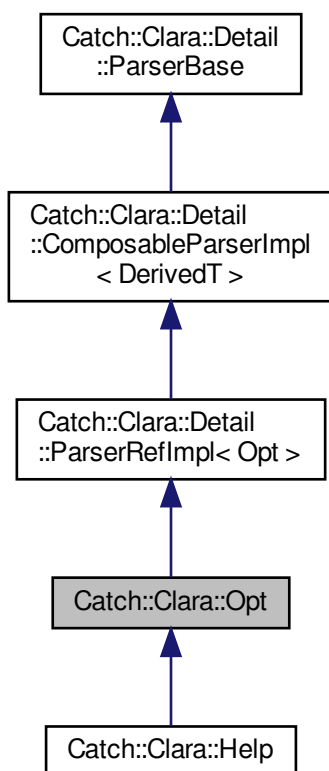 Catch::Clara::Detail
::ParserBase
Catch::Clara::Detail
::ComposableParserImpl
< DerivedT >
Catch::Clara::Detail
::ParserRefImpl< Opt >
Catch::Clara::Opt
Catch::Clara::Help